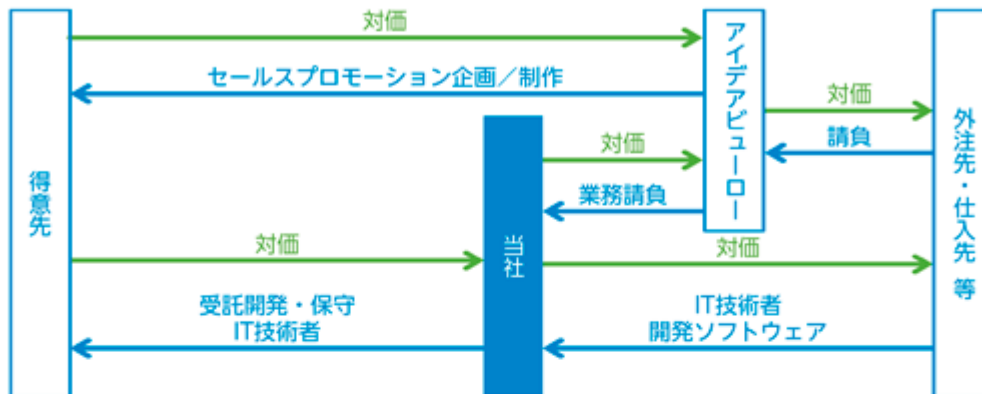 対価
アイデアビューロー
セールスプロモーション企画／制作
対価
外注先・仕入先 等
対価
請負
得意先
業務請負
当社
対価
対価
受託開発・保守
IT技術者
IT技術者
開発ソフトウェア